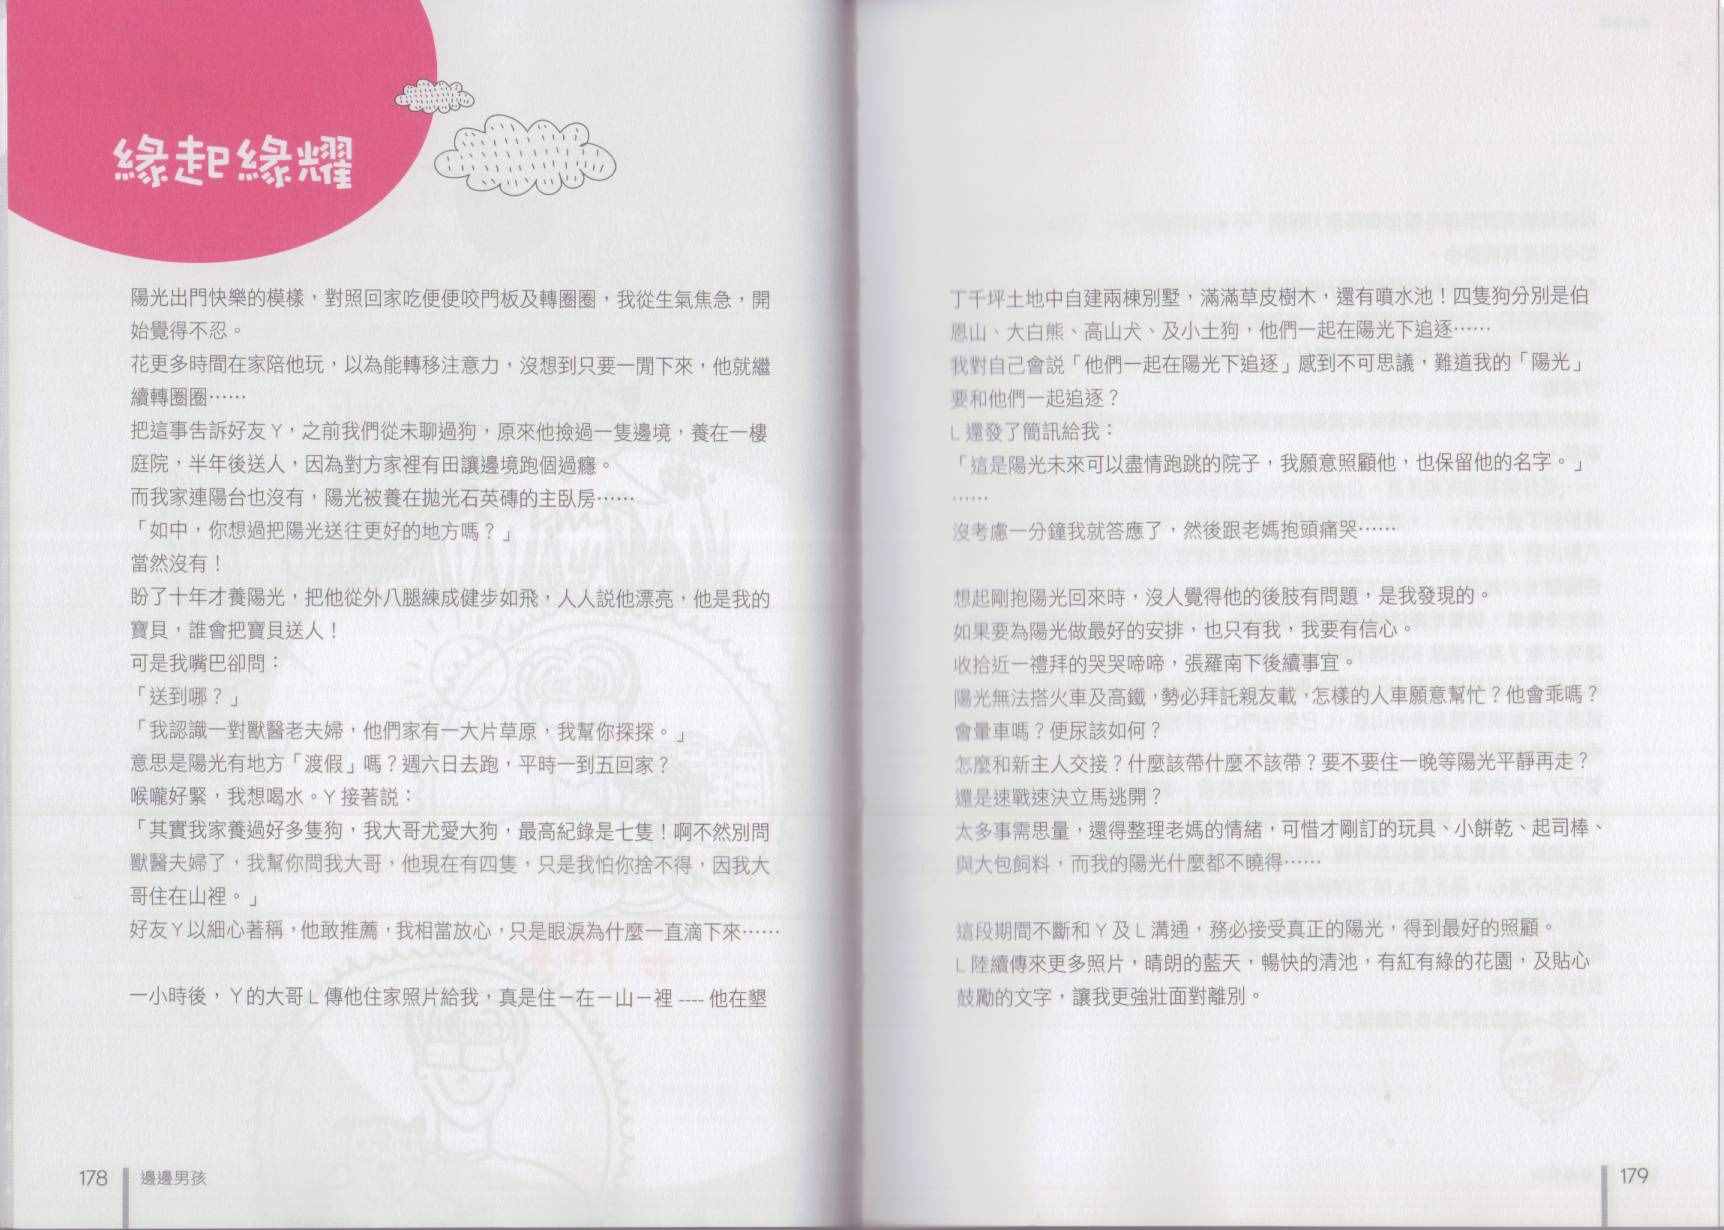 緣起緣耀
陽光出門快樂的模樣，對照回家吃便便咬門板及轉圈圈，我從生氣焦急，開
始覺得不忍。
花更多時間在家陪他玩，以為能轉移注意力，沒想到只要一閒下來，他就繼
續轉圈圈……
把這事告訴好友Y，之前我們從未聊過狗，原來他撿過一隻邊境，養在一樓
庭院，半年後送人，因為對方家裡有田讓邊境跑個過癮。
而我家連陽台也沒有，陽光被養在拋光石英磚的主臥房……
「如中，你想過把陽光送往更好的地方嗎？」
當然沒有！
盼了十年才養陽光，把他從外八腿練成健步如飛，人人說他漂亮，他是我的
寶貝，誰會把寶貝送人！
可是我嘴巴卻問：
「送到哪？」
「我認識一對獸醫老夫婦，他們家有一大片草原，我幫你探探。」
意思是陽光有地方「渡假」嗎？週六日去跑，平時一到五回家？
喉嚨好緊，我想喝水。Y接著說：
「其實我家養過好多隻狗，我大哥尤愛大狗，最高紀錄是七隻！啊不然別問
獸醫夫婦了，我幫你問我大哥，他現在有四隻，只是我怕你捨不得，因我大
哥住在山裡。」
好友Y以細心著稱，他敢推薦，我相當放心，只是眼淚為什麼一直滴下來……
一小時後，Y的大哥L傳他住家照片給我，真是住－在－山－裡 ---- 他在墾
178
邊邊男孩
丁千坪土地中自建兩棟別墅，滿滿草皮樹木，還有噴水池！四隻狗分別是伯
恩山、大白熊、高山犬、及小土狗，他們一起在陽光下追逐……
我對自己會說「他們一起在陽光下追逐」感到不可思議，難道我的「陽光」
要和他們一起追逐？
L還發了簡訊給我：
「這是陽光未來可以盡情跑跳的院子，我願意照顧他，也保留他的名字。」
……
沒考慮一分鐘我就答應了，然後跟老媽抱頭痛哭……
想起剛抱陽光回來時，沒人覺得他的後肢有問題，是我發現的。
如果要為陽光做最好的安排，也只有我，我要有信心。
收拾近一禮拜的哭哭啼啼，張羅南下後續事宜。
陽光無法搭火車及高鐵，勢必拜託親友載，怎樣的人車願意幫忙？他會乖嗎？
會暈車嗎？便尿該如何？
怎麼和新主人交接？什麼該帶什麼不該帶？要不要住一晚等陽光平靜再走？
還是速戰速決立馬逃開？
太多事需思量，還得整理老媽的情緒，可惜才剛訂的玩具、小餅乾、起司棒、
與大包飼料，而我的陽光什麼都不曉得……
這段期間不斷和Y及L溝通，務必接受真正的陽光，得到最好的照顧。
L陸續傳來更多照片，晴朗的藍天，暢快的清池，有紅有綠的花園，及貼心
鼓勵的文字，讓我更強壯面對離別。
179